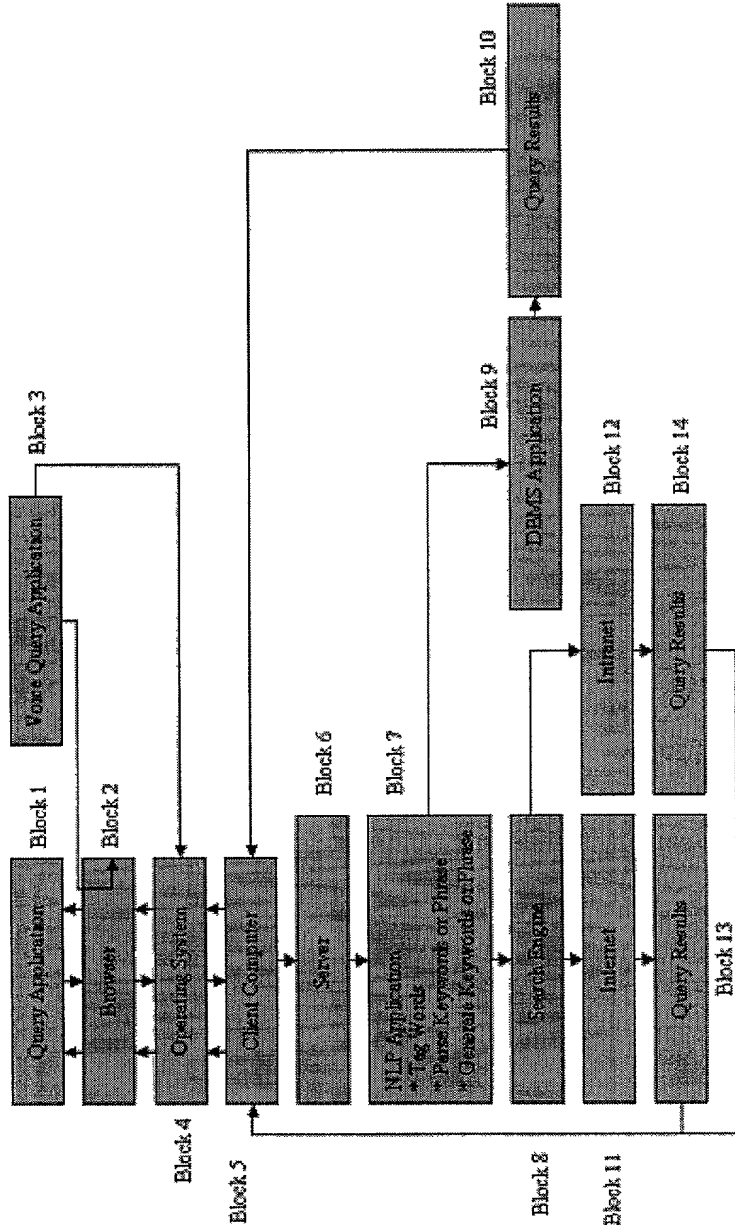 Query Application
Block 1
Voice Query Application
Block 3
Browser
Block 2
Operating System
Block 4
Client Computer
Block 5
Server
Block 6
NLP Application
* Tag Words
* Parse Keywords or Phrase
* Generate Keywords or Phrase
Block 7
Search Engine
Block 8
DBMS Application
Block 9
Query Results
Block 10
Internet
Block 11
Intranet
Block 12
Query Results
Block 13
Query Results
Block 14